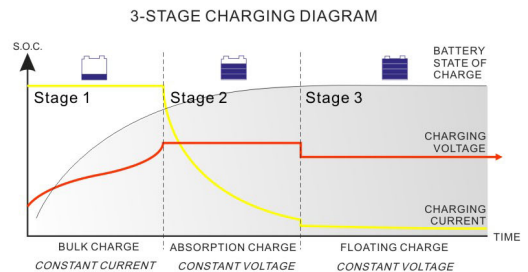 3-STAGE CHARGING DIAGRAM
S.O.C.
BATTERY
STATE OF
CHARGE
Stage 1
Stage 2
Stage 3
CHARGING
VOLTAGE
CHARGING
CURRENT
TIME
BULK CHARGE
ABSORPTION CHARGE
FLOATING CHARGE
CONSTANT CURRENT
CONSTANT VOLTAGE
CONSTANT VOLTAGE